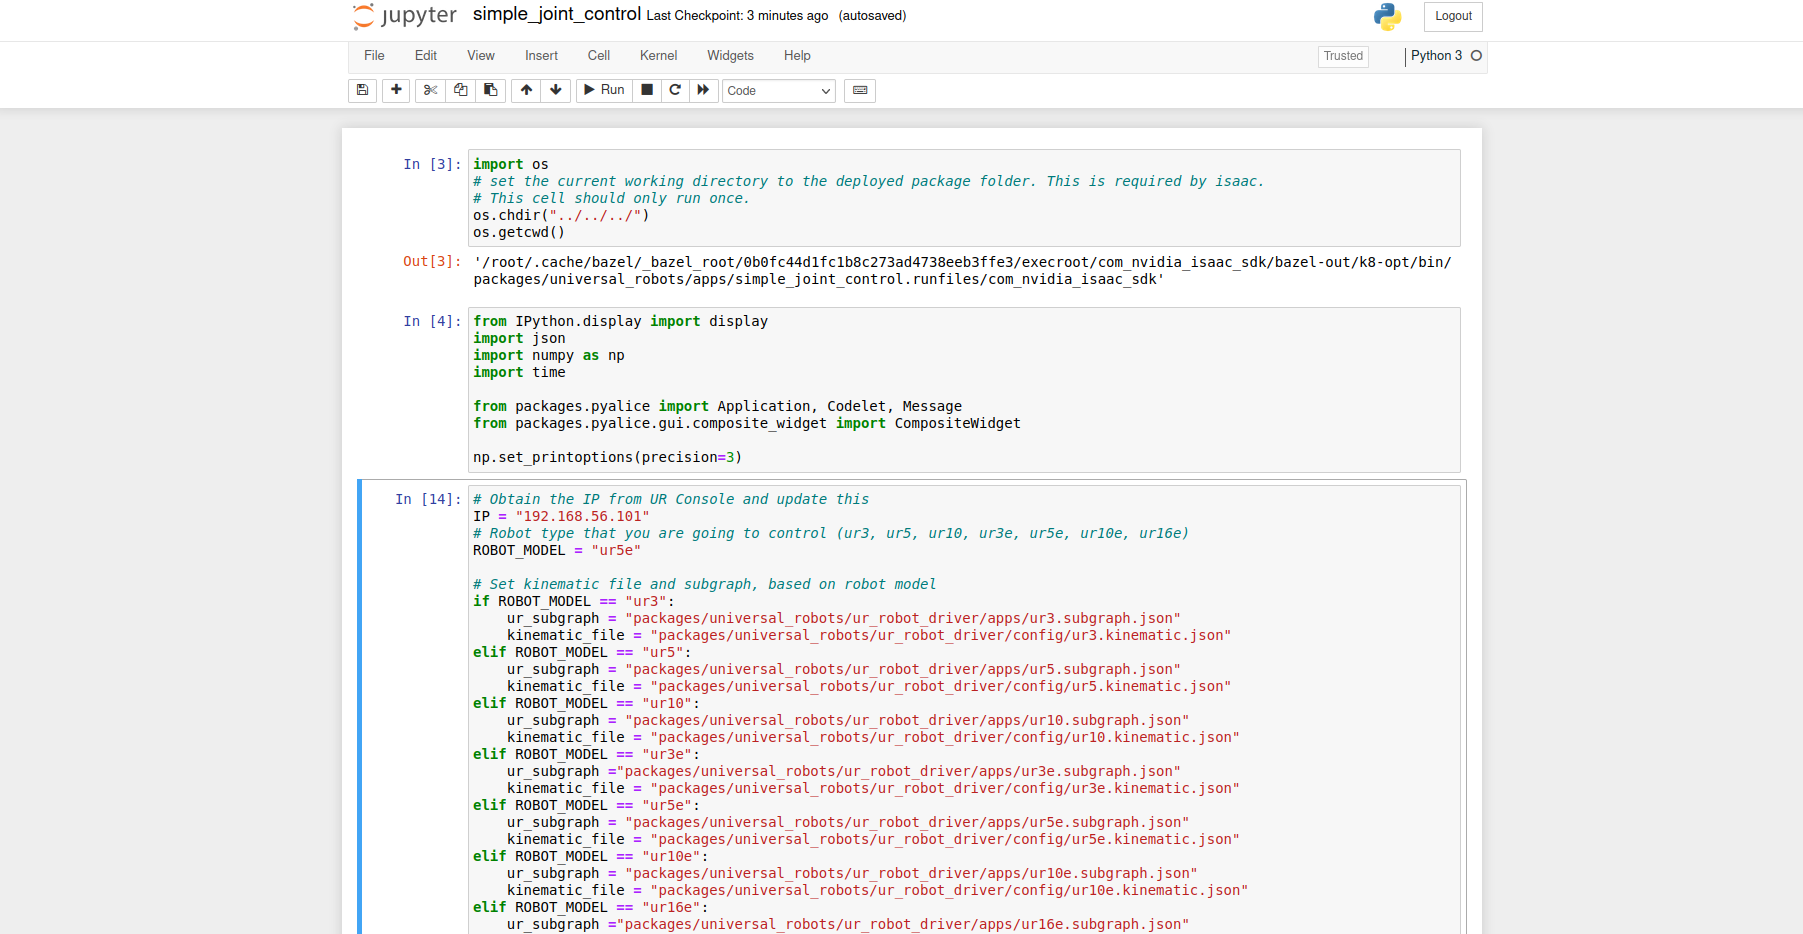 jupyter simple_joint_control Last Checkpoint: 3 minutes ago (autosaved) Logout
File Edit View Insert Cell Kernel Widgets Help Trusted Python 3
Run Code
In [3]: import os
# set the current working directory to the deployed package folder. This is required by isaac.
# This cell should only run once.
os.chdir("../../../")
os.getcwd()
Out[3]: '/root/.cache/bazel/_bazel_root/0b0fc44d1fc1b8c273ad4738eeb3ffe3/execroot/com_nvidia_isaac_sdk/bazel-out/k8-opt/bin/
packages/universal_robots/apps/simple_joint_control.runfiles/com_nvidia_isaac_sdk'
In [4]: from IPython.display import display
import json
import numpy as np
import time
from packages.pyalice import Application, Codelet, Message
from packages.pyalice.gui.composite_widget import CompositeWidget
np.set_printoptions(precision=3)
In [14]: # Obtain the IP from UR Console and update this
IP = "192.168.56.101"
# Robot type that you are going to control (ur3, ur5, ur10, ur3e, ur5e, ur10e, ur16e)
ROBOT_MODEL = "ur5e"
# Set kinematic file and subgraph, based on robot model
if ROBOT_MODEL == "ur3":
    ur_subgraph = "packages/universal_robots/ur_robot_driver/apps/ur3.subgraph.json"
    kinematic_file = "packages/universal_robots/ur_robot_driver/config/ur3.kinematic.json"
elif ROBOT_MODEL == "ur5":
    ur_subgraph = "packages/universal_robots/ur_robot_driver/apps/ur5.subgraph.json"
    kinematic_file = "packages/universal_robots/ur_robot_driver/config/ur5.kinematic.json"
elif ROBOT_MODEL == "ur10":
    ur_subgraph = "packages/universal_robots/ur_robot_driver/apps/ur10.subgraph.json"
    kinematic_file = "packages/universal_robots/ur_robot_driver/config/ur10.kinematic.json"
elif ROBOT_MODEL == "ur3e":
    ur_subgraph ="packages/universal_robots/ur_robot_driver/apps/ur3e.subgraph.json"
    kinematic_file = "packages/universal_robots/ur_robot_driver/config/ur3e.kinematic.json"
elif ROBOT_MODEL == "ur5e":
    ur_subgraph = "packages/universal_robots/ur_robot_driver/apps/ur5e.subgraph.json"
    kinematic_file = "packages/universal_robots/ur_robot_driver/config/ur5e.kinematic.json"
elif ROBOT_MODEL == "ur10e":
    ur_subgraph = "packages/universal_robots/ur_robot_driver/apps/ur10e.subgraph.json"
    kinematic_file = "packages/universal_robots/ur_robot_driver/config/ur10e.kinematic.json"
elif ROBOT_MODEL == "ur16e":
    ur_subgraph ="packages/universal_robots/ur_robot_driver/apps/ur16e.subgraph.json"